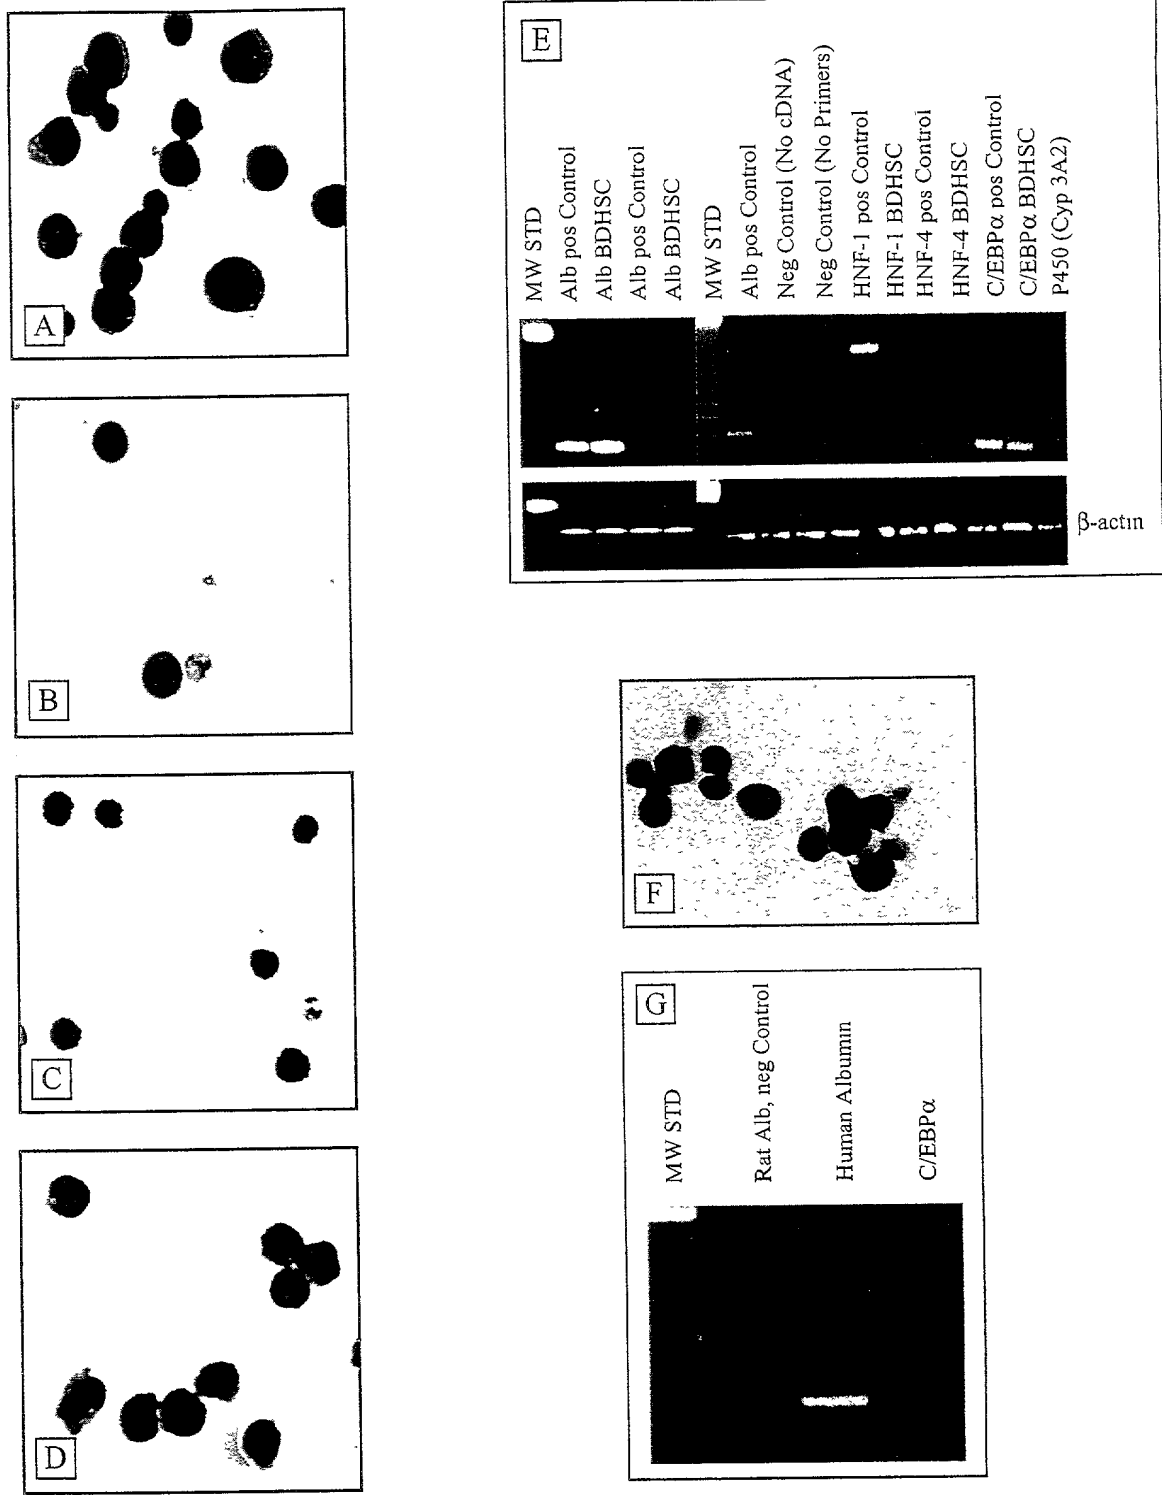 A
B
C
D
E
MW STD
Alb pos Control
Alb BDHSC
Alb pos Control
Alb BDHSC
MW STD
Alb pos Control
Neg Control (No cDNA)
Neg Control (No Primers)
HNF-1 pos Control
HNF-1 BDHSC
HNF-4 pos Control
HNF-4 BDHSC
C/EBPα pos Control
C/EBPα BDHSC
P450 (Cyp 3A2)
β-actin
F
G
MW STD
Rat Alb, neg Control
Human Albumin
C/EBPα